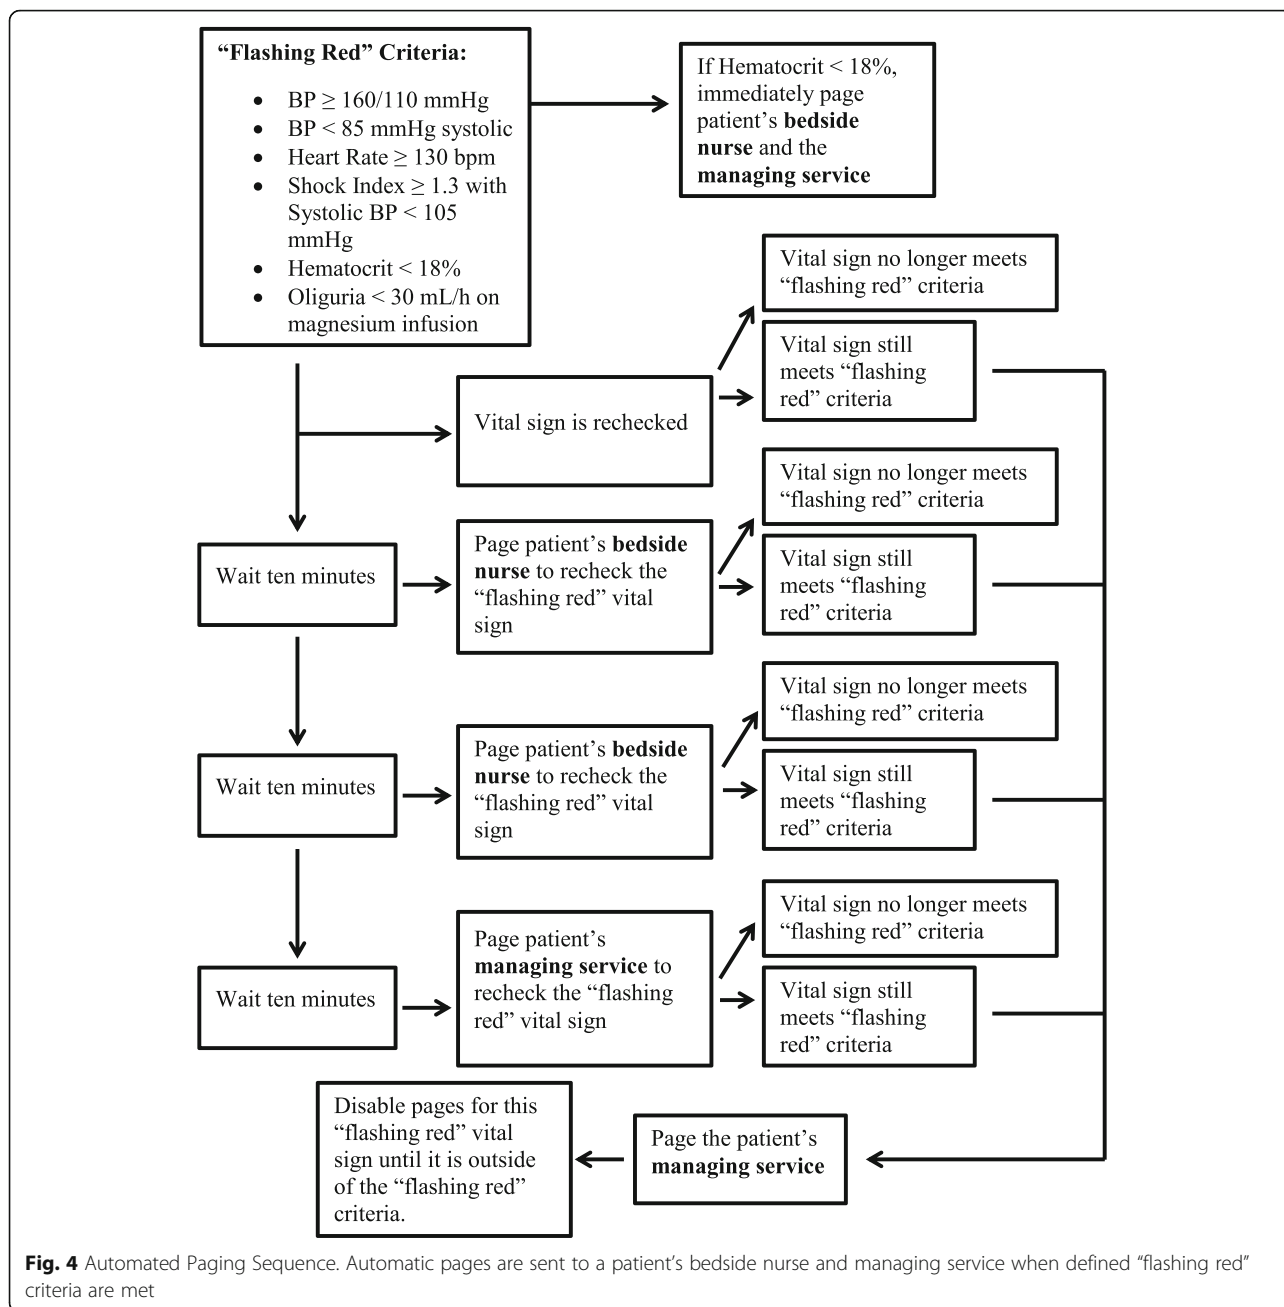 “Flashing Red” Criteria:
• BP ≥ 160/110 mmHg
• BP < 85 mmHg systolic
• Heart Rate ≥ 130 bpm
• Shock Index ≥ 1.3 with
Systolic BP < 105
mmHg
• Hematocrit < 18%
• Oliguria < 30 mL/h on
magnesium infusion
If Hematocrit < 18%,
immediately page
patient’s bedside
nurse and the
managing service
Vital sign is rechecked
Vital sign no longer meets
“flashing red” criteria
Vital sign still
meets “flashing
red” criteria
Wait ten minutes
Page patient’s bedside
nurse to recheck the
“flashing red” vital
sign
Vital sign no longer meets
“flashing red” criteria
Vital sign still
meets “flashing
red” criteria
Wait ten minutes
Page patient’s bedside
nurse to recheck the
“flashing red” vital
sign
Vital sign no longer meets
“flashing red” criteria
Vital sign still
meets “flashing
red” criteria
Wait ten minutes
Page patient’s
managing service to
recheck the “flashing
red” vital sign
Vital sign no longer meets
“flashing red” criteria
Vital sign still
meets “flashing
red” criteria
Page the patient’s
managing service
Disable pages for this
“flashing red” vital
sign until it is outside
of the “flashing red”
criteria.
Fig. 4 Automated Paging Sequence. Automatic pages are sent to a patient’s bedside nurse and managing service when defined “flashing red”
criteria are met